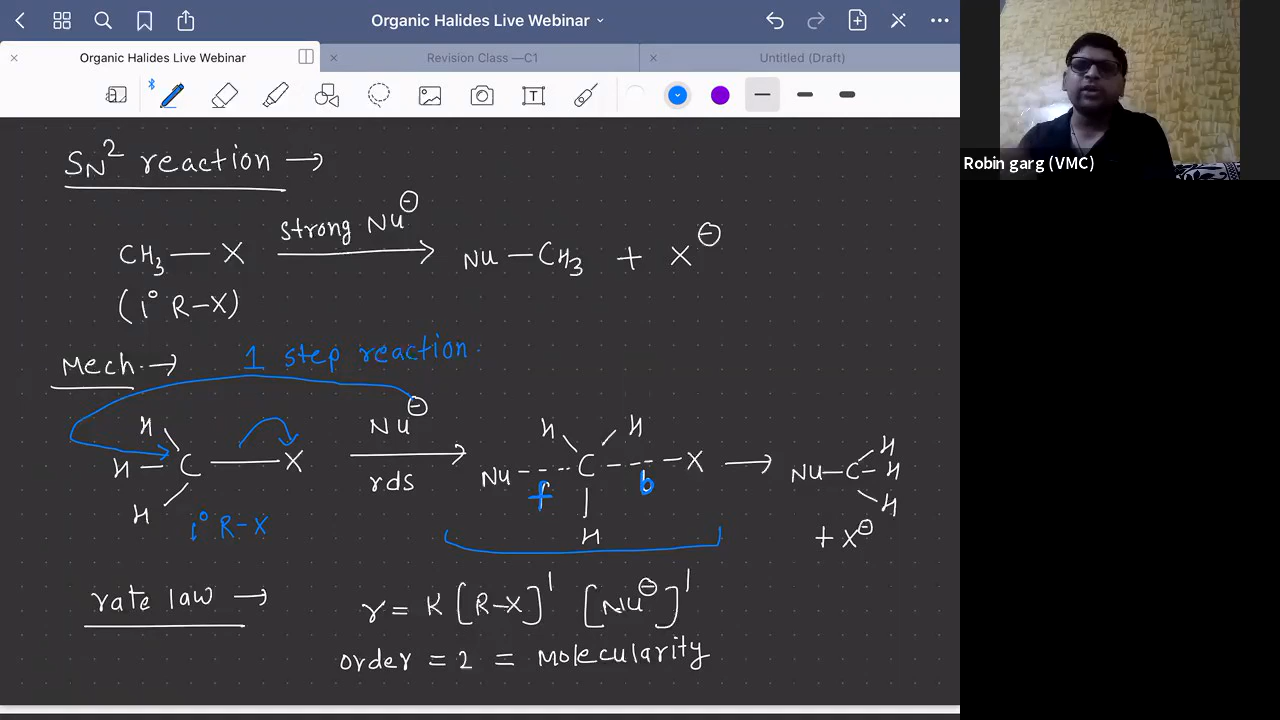 Organic Halides Live Webinar
Organic Halides Live Webinar
Revision Class —C1
Untitled (Draft)
T
Robin garg (VMC)
SN² reaction →
strong Nu⊖
CH₃—X → Nu—CH₃ + X⊖
(1° R-X)
Mech. → 1 step reaction.
H H H C—X 1° R-X
Nu⊖
rds
Nu---C---X H H H
f b
Nu—C H H H
+ X⊖
rate law → r = K[R-X]¹ [Nu⊖]¹
order = 2 = Molecularity